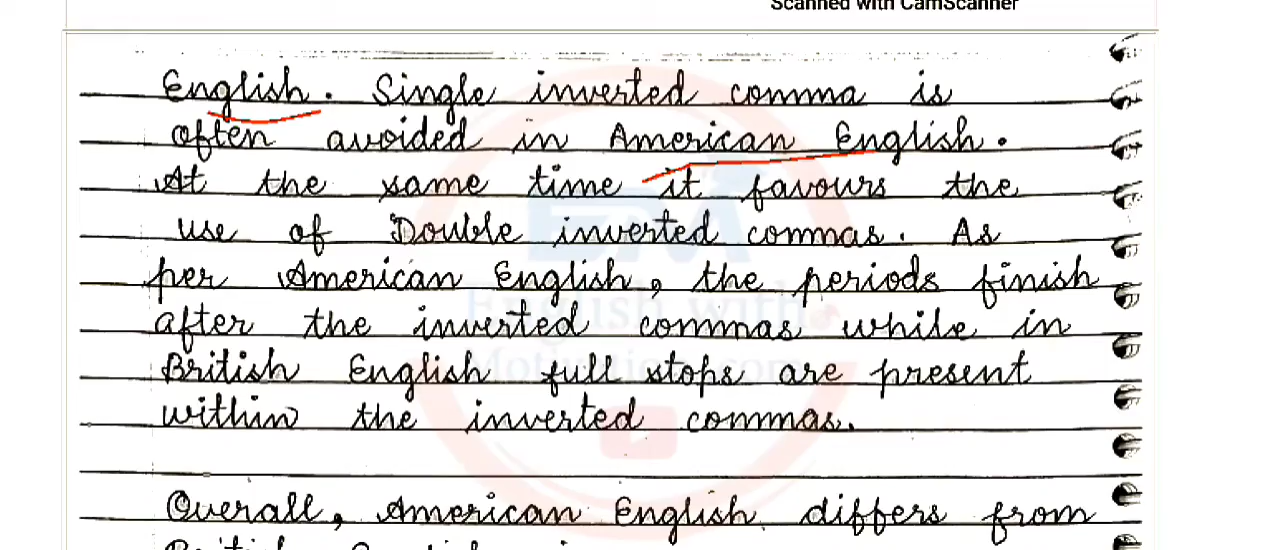 Scanned with CamScanner
English. Single inverted comma is
often avoided in American English.
At the same time it favours the
use of Double inverted commas. As
per American English, the periods finish
after the inverted commas while in
British English full stops are present
within the inverted commas.
Overall, American English differs from